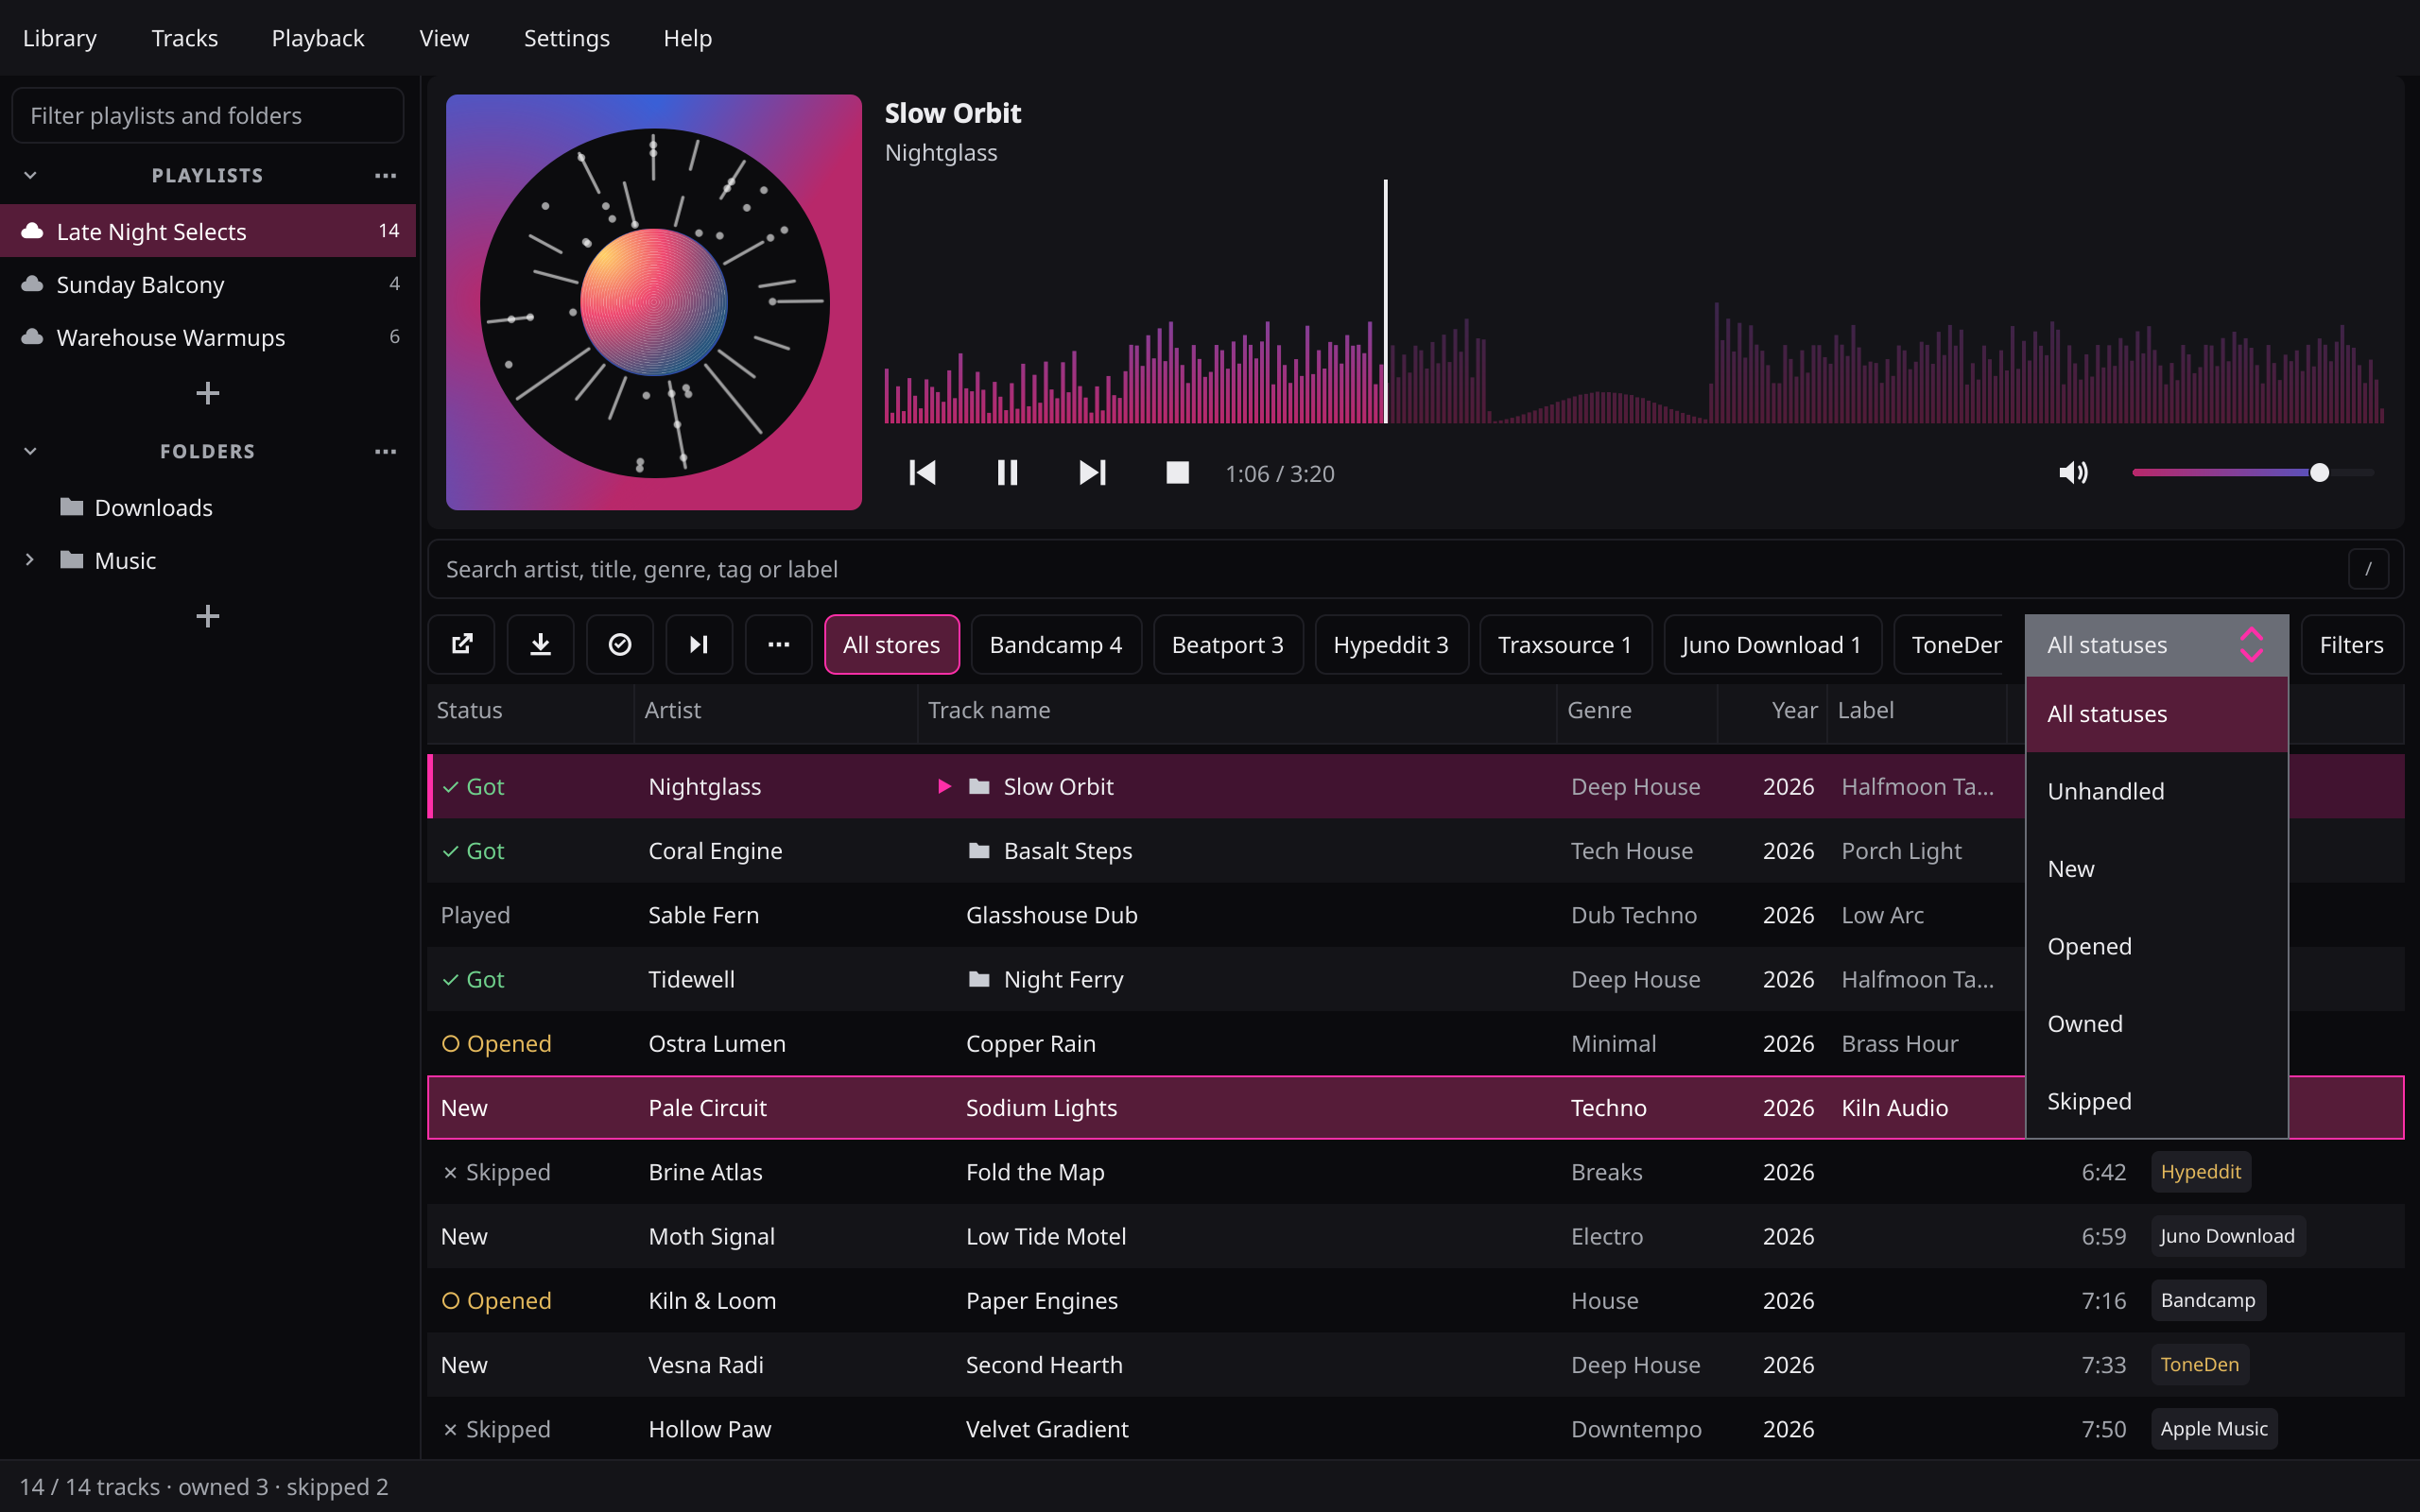 Library Tracks Playback View Settings Help
Filter playlists and folders
PLAYLISTS ...
Late Night Selects 14
Sunday Balcony 4
Warehouse Warmups 6
+
FOLDERS ...
Downloads
Music
+
Slow Orbit
Nightglass
1:06 / 3:20
Search artist, title, genre, tag or label /
... All stores Bandcamp 4 Beatport 3 Hypeddit 3 Traxsource 1 Juno Download 1 ToneDer All statuses Filters
Status Artist Track name Genre Year Label
Got Nightglass Slow Orbit Deep House 2026 Halfmoon Ta...
Got Coral Engine Basalt Steps Tech House 2026 Porch Light
Played Sable Fern Glasshouse Dub Dub Techno 2026 Low Arc
Got Tidewell Night Ferry Deep House 2026 Halfmoon Ta...
Opened Ostra Lumen Copper Rain Minimal 2026 Brass Hour
New Pale Circuit Sodium Lights Techno 2026 Kiln Audio
Skipped Brine Atlas Fold the Map Breaks 2026 6:42 Hypeddit
New Moth Signal Low Tide Motel Electro 2026 6:59 Juno Download
Opened Kiln & Loom Paper Engines House 2026 7:16 Bandcamp
New Vesna Radi Second Hearth Deep House 2026 7:33 ToneDen
Skipped Hollow Paw Velvet Gradient Downtempo 2026 7:50 Apple Music
All statuses
Unhandled
New
Opened
Owned
Skipped
14 / 14 tracks · owned 3 · skipped 2